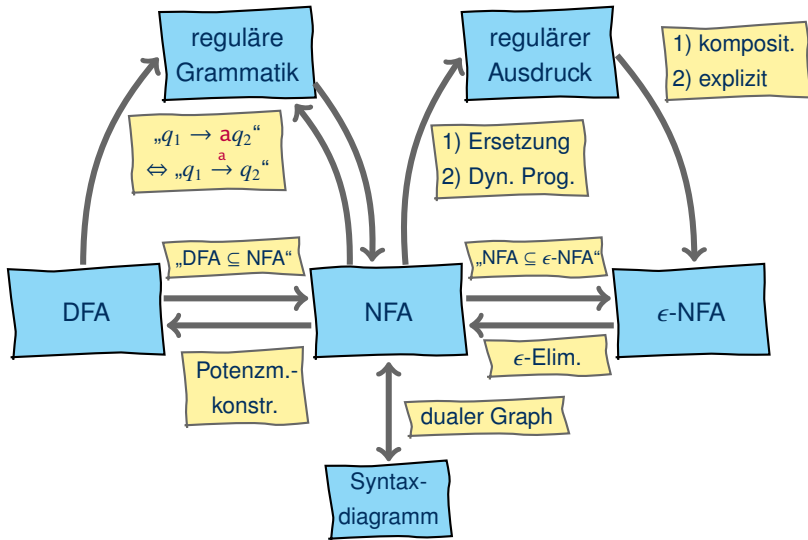 reguläre
Grammatik
regulärer
Ausdruck
1) komposit.
2) explizit
„q₁ → aq₂“
⇔ „q₁ →ᵃ q₂“
1) Ersetzung
2) Dyn. Prog.
„DFA ⊆ NFA“
„NFA ⊆ ϵ-NFA“
DFA
NFA
ϵ-NFA
Potenzm.-
konstr.
ϵ-Elim.
dualer Graph
Syntax-
diagramm